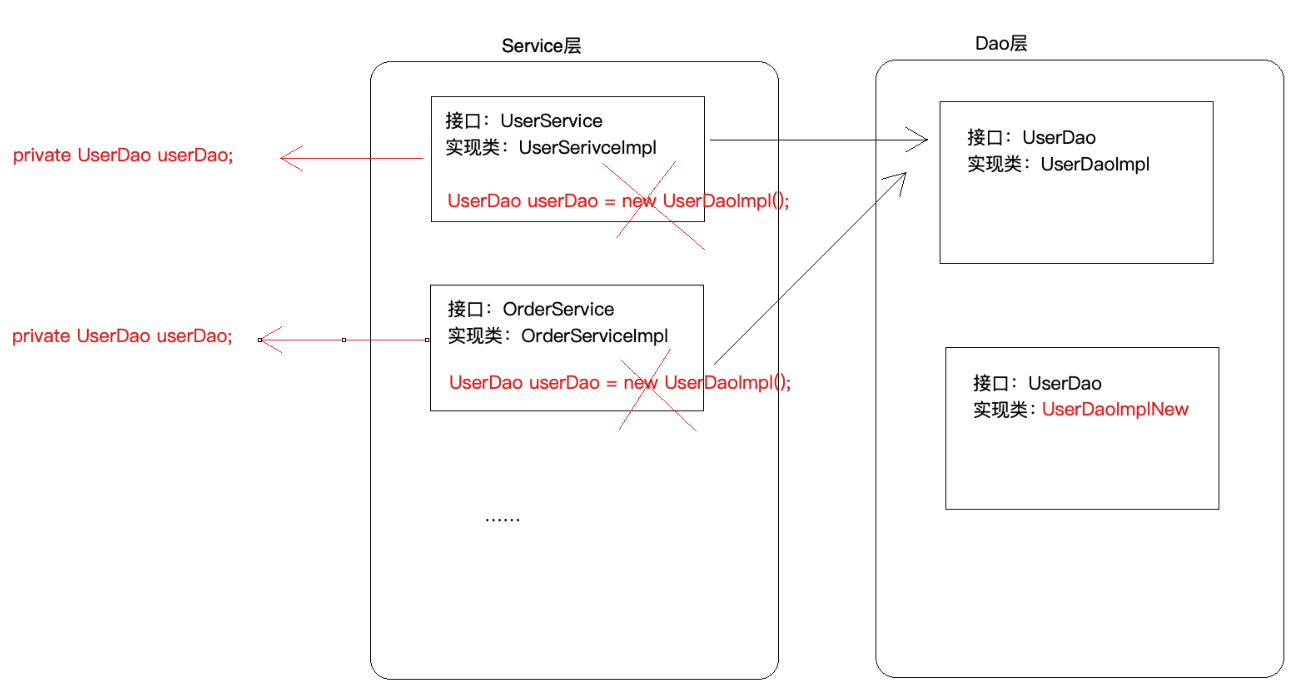 Service层
Dao层
private UserDao userDao;
接口：UserService
实现类：UserSerivceImpl
UserDao userDao = new UserDaoImpl();
接口：UserDao
实现类：UserDaoImpl
private UserDao userDao;
接口：OrderService
实现类：OrderServiceImpl
UserDao userDao = new UserDaoImpl();
接口：UserDao
实现类：UserDaoImplNew
......